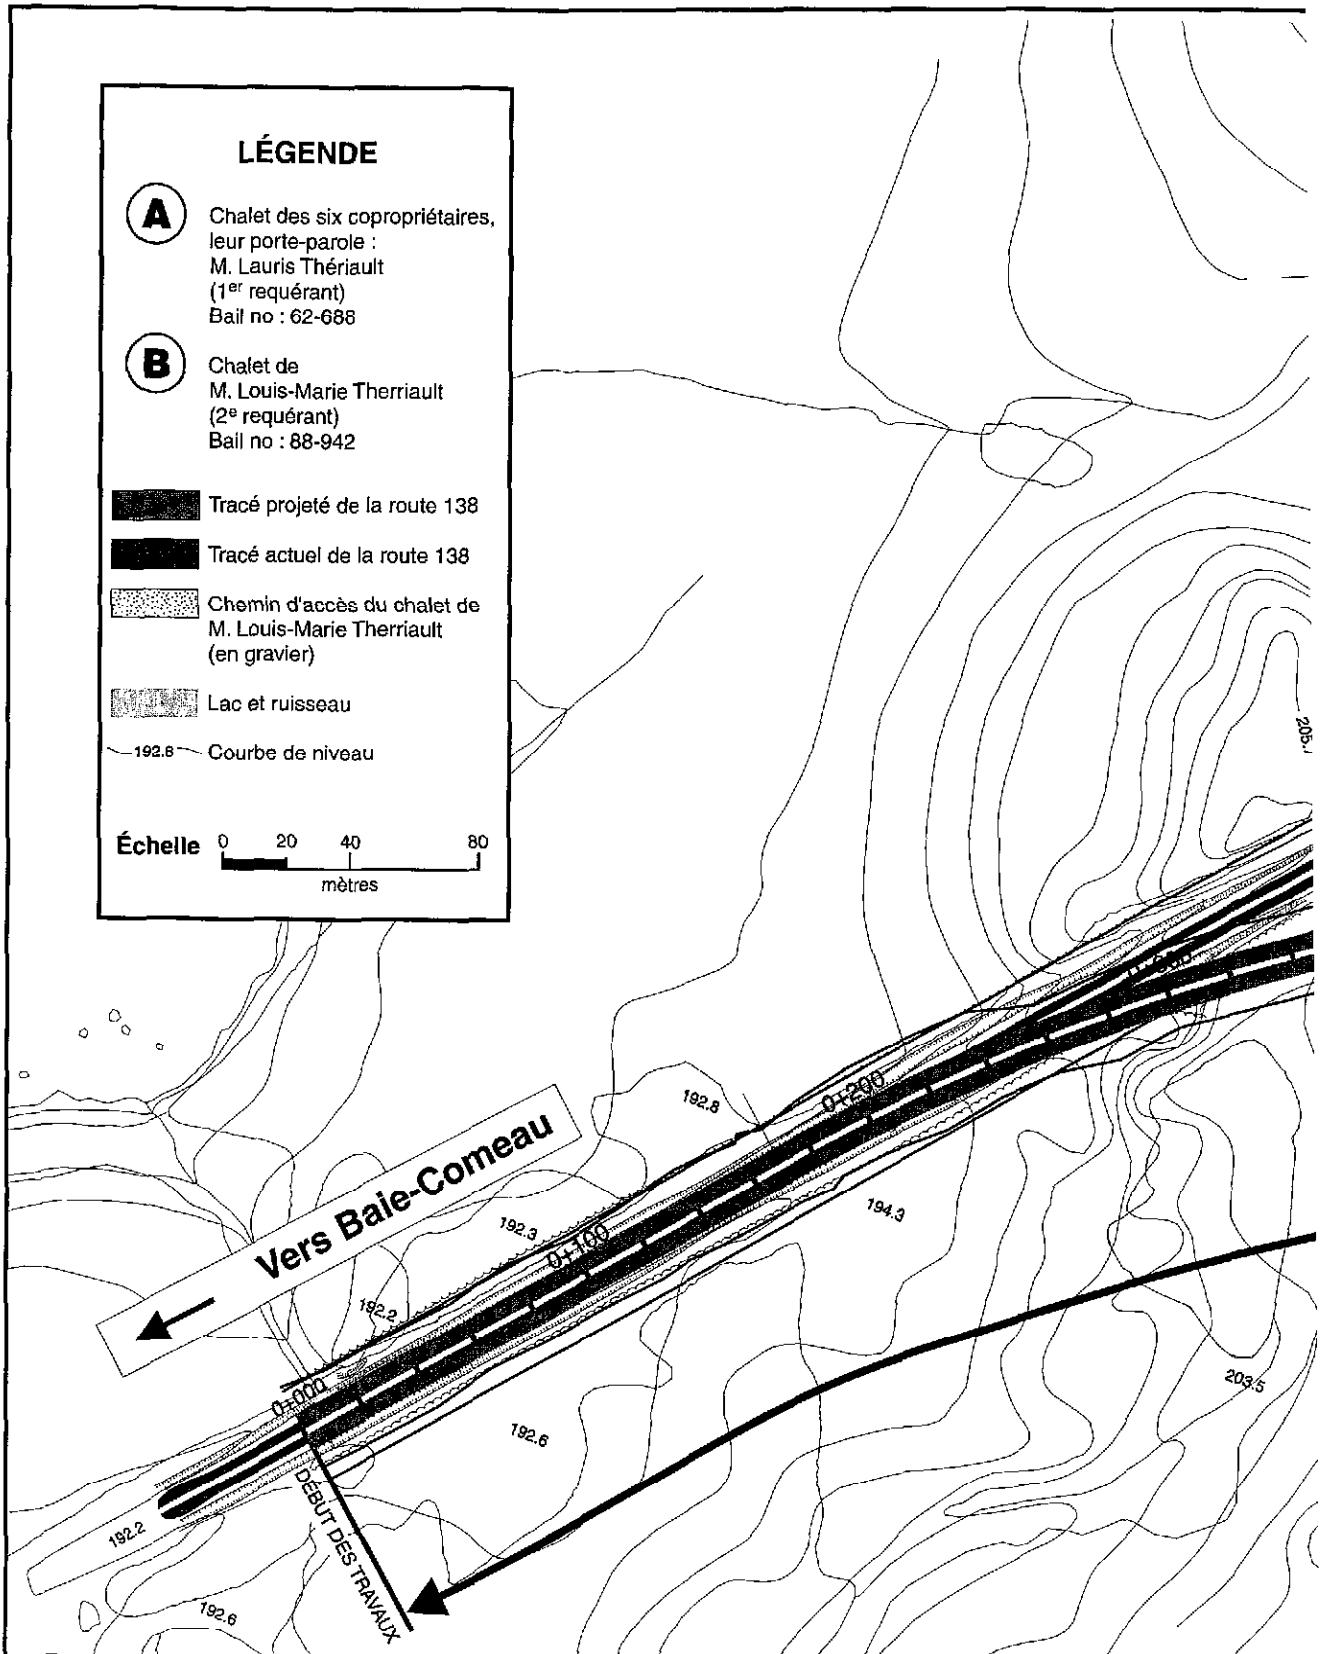 LÉGENDE
A
Chalet des six copropriétaires,
leur porte-parole :
M. Lauris Thériault
(1er requérant)
Bail no : 62-688
B
Chalet de
M. Louis-Marie Therriault
(2e requérant)
Bail no : 88-942
Tracé projeté de la route 138
Tracé actuel de la route 138
Chemin d'accès du chalet de
M. Louis-Marie Therriault
(en gravier)
Lac et ruisseau
192.6 Courbe de niveau
Échelle 0 20 40 80
mètres
205.
192.8
0+200
194.3
Vers Baie-Comeau
192.3
0+100
192.2
203.5
0+000
192.6
DÉBUT DES TRAVAUX
192.2
192.6